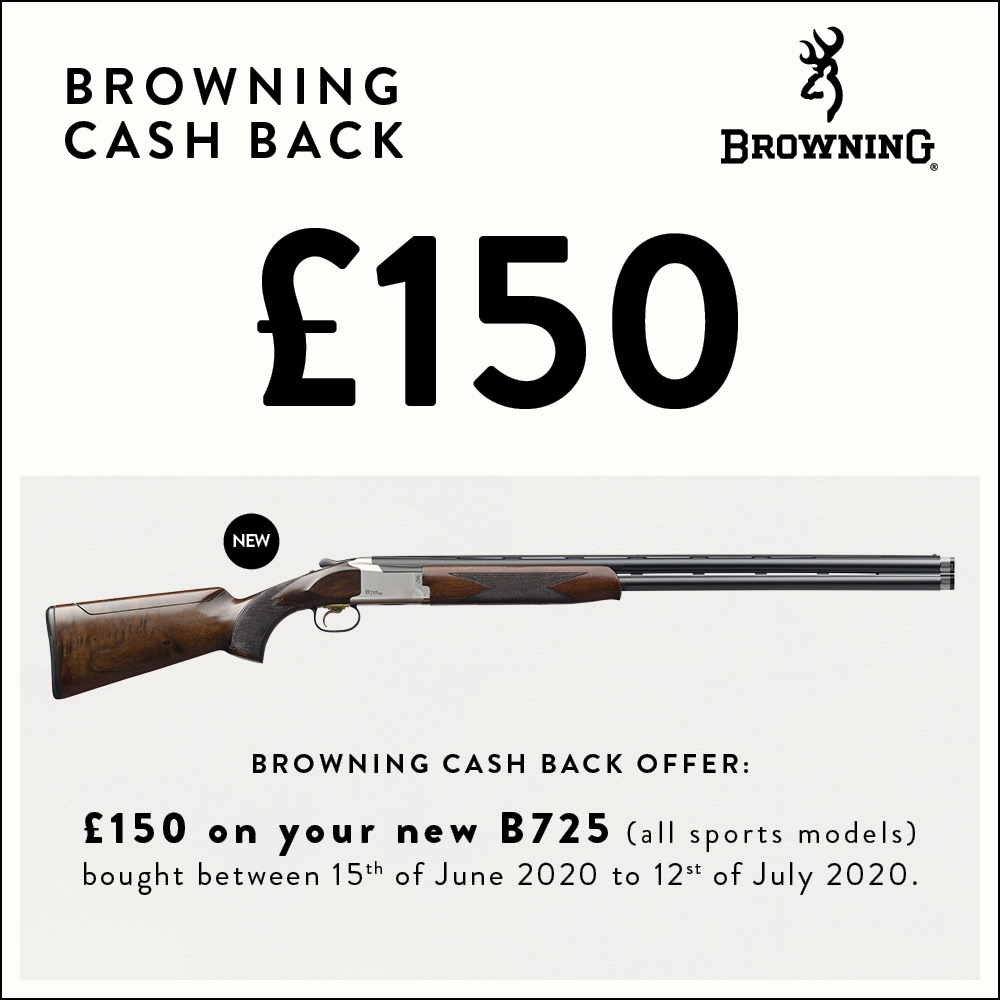 BROWNING
CASH BACK
BROWNING®
£150
NEW
B725
BROWNING CASH BACK OFFER:
£150 on your new B725 (all sports models)
bought between 15th of June 2020 to 12st of July 2020.